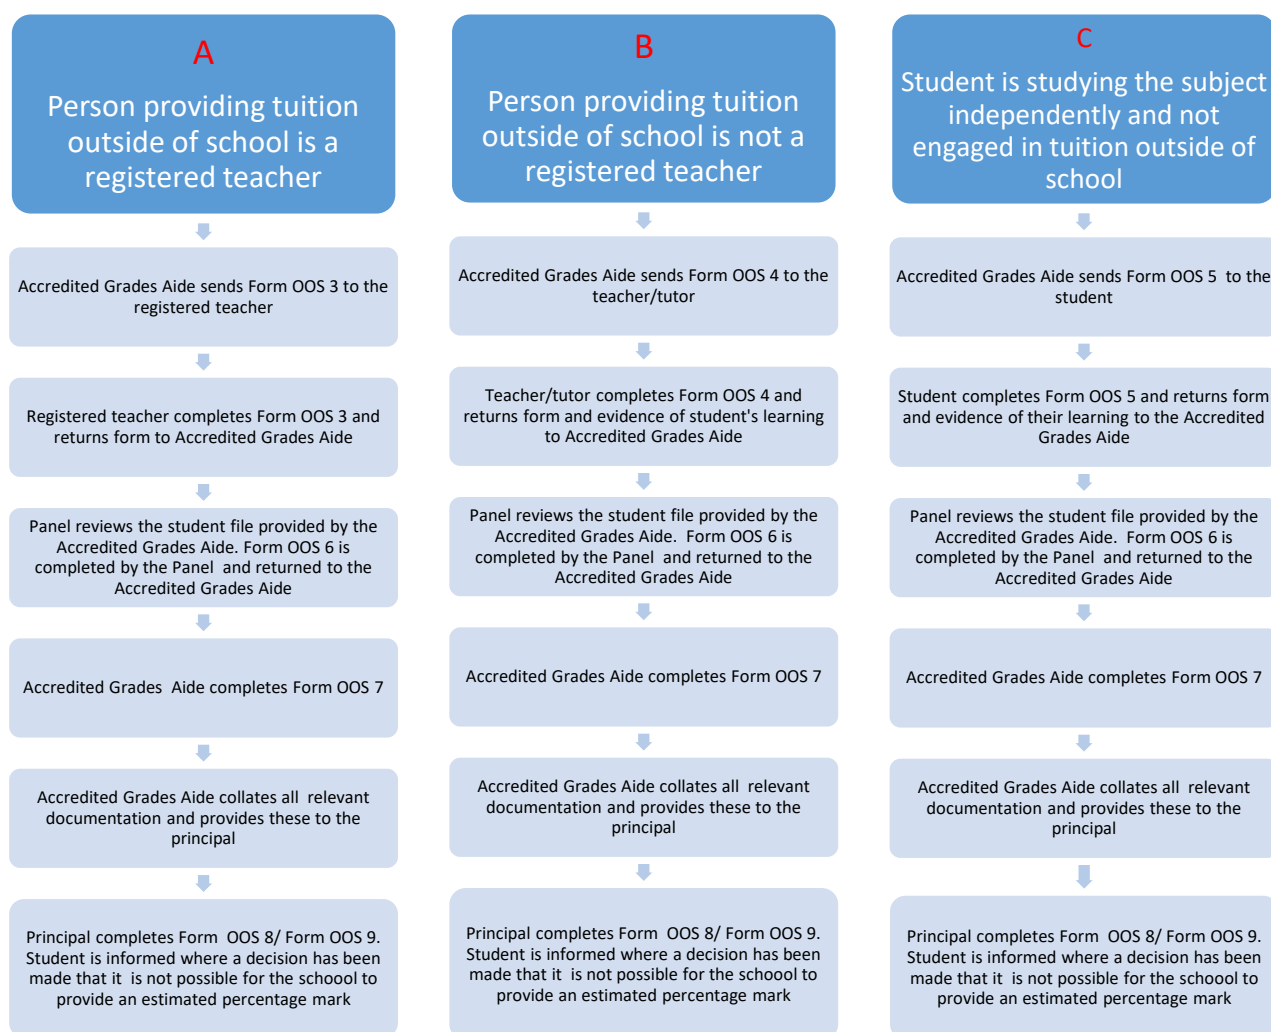 A
Person providing tuition
outside of school is a
registered teacher
Accredited Grades Aide sends Form OOS 3 to the
registered teacher
Registered teacher completes Form OOS 3 and
returns form to Accredited Grades Aide
Panel reviews the student file provided by the
Accredited Grades Aide. Form OOS 6 is
completed by the Panel  and returned to the
Accredited Grades Aide
Accredited Grades  Aide completes Form OOS 7
Accredited Grades Aide collates all  relevant
documentation and provides these to the
principal
Principal completes Form  OOS 8/ Form OOS 9.
Student is informed where a decision has been
made that it  is not possible for the schoool to
provide an estimated percentage mark
B
Person providing tuition
outside of school is not a
registered teacher
Accredited Grades Aide sends Form OOS 4 to the
teacher/tutor
Teacher/tutor completes Form OOS 4 and
returns form and evidence of student's learning
to Accredited Grades Aide
Panel reviews the student file provided by the
Accredited Grades Aide.  Form OOS 6 is
completed by the Panel  and returned to the
Accredited Grades Aide
Accredited Grades Aide completes Form OOS 7
Accredited Grades Aide collates all  relevant
documentation and provides these to the
principal
Principal completes Form  OOS 8/ Form OOS 9.
Student is informed where a decision has been
made that it  is not possible for the schoool to
provide an estimated percentage mark
C
Student is studying the subject
independently and not
engaged in tuition outside of
school
Accredited Grades Aide sends Form OOS 5  to the
student
Student completes Form OOS 5 and returns form
and evidence of their learning to the Accredited
Grades Aide
Panel reviews the student file provided by the
Accredited Grades Aide.  Form OOS 6 is
completed by the Panel  and returned to the
Accredited Grades Aide
Accredited Grades Aide completes Form OOS 7
Accredited Grades Aide collates all  relevant
documentation and provides these to the
principal
Principal completes Form  OOS 8/ Form OOS 9.
Student is informed where a decision has been
made that it  is not possible for the schoool to
provide an estimated percentage mark